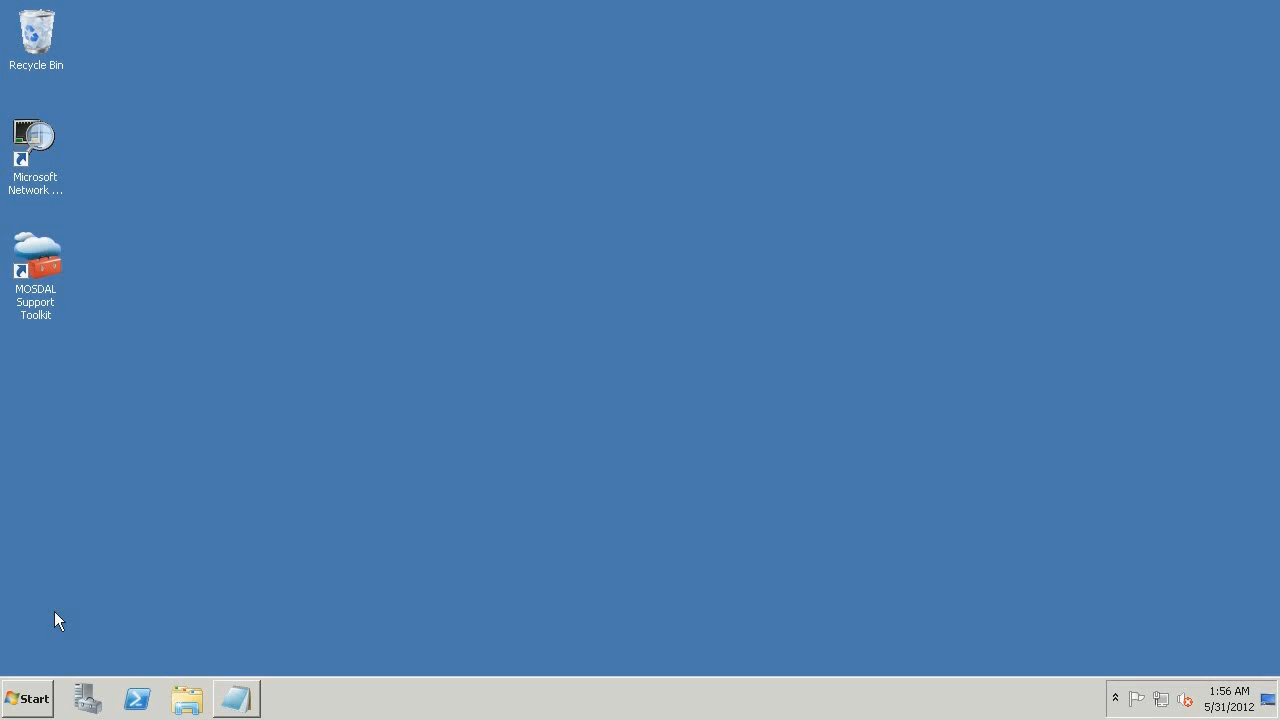 Recycle Bin
Microsoft
Network ...
MOSDAL
Support
Toolkit
Start
1:56 AM
5/31/2012